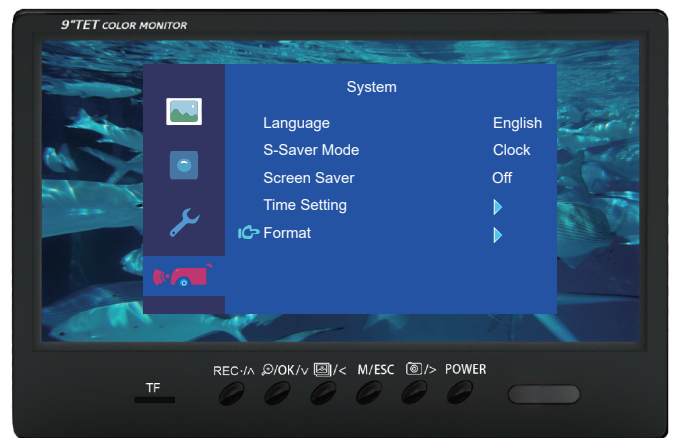 9"TET COLOR MONITOR
System
Language English
S-Saver Mode Clock
Screen Saver Off
Time Setting
Format
REC·/∧ /OK/∨ /< M/ESC /> POWER
TF